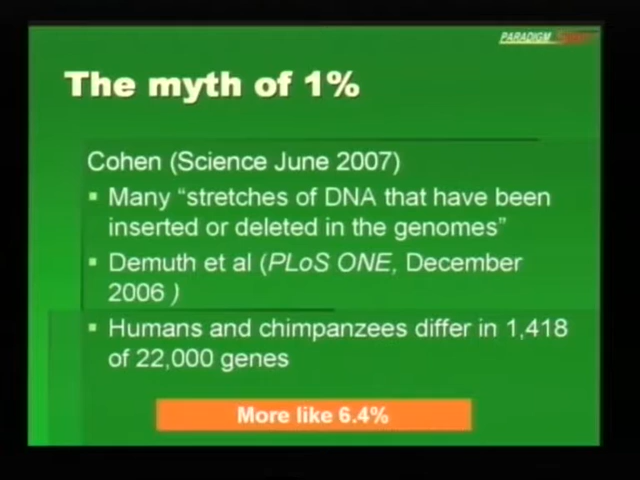 PARADIGM
The myth of 1%
Cohen (Science June 2007)
▪ Many “stretches of DNA that have been
inserted or deleted in the genomes”
▪ Demuth et al (PLoS ONE, December
2006 )
▪ Humans and chimpanzees differ in 1,418
of 22,000 genes
More like 6.4%